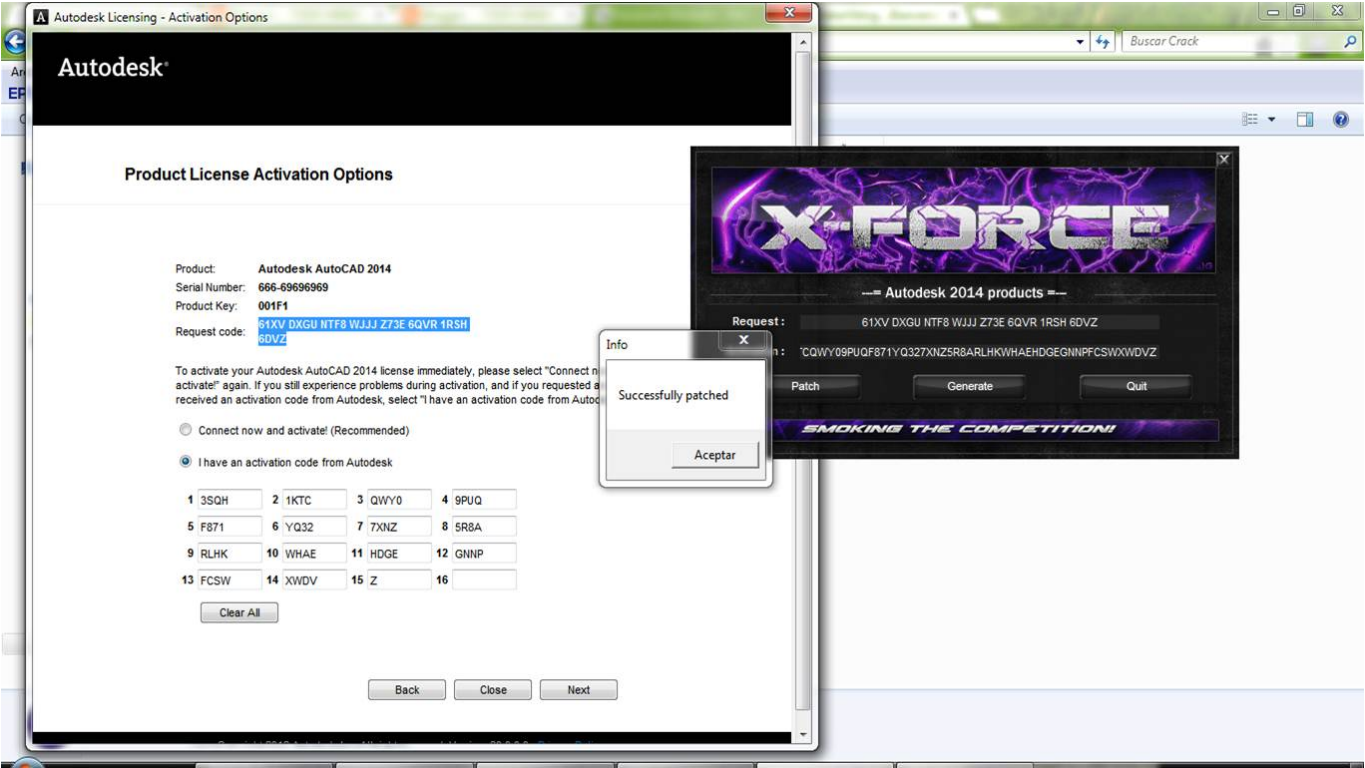 Autodesk Licensing - Activation Options
Buscar Crack
Autodesk
Product License Activation Options
Product: Autodesk AutoCAD 2014
Serial Number: 666-69696969
Product Key: 001F1
Request code: 61XV DXGU NTF8 WJJJ Z73E 6QVR 1RSH
6DVZ
To activate your Autodesk AutoCAD 2014 license immediately, please select "Connect
activate!" again. If you still experience problems during activation, and if you requested a
received an activation code from Autodesk, select "I have an activation code from
Connect now and activate! (Recommended)
I have an activation code from Autodesk
1 3SQH 2 1KTC 3 QWY0 4 9PUQ
5 F871 6 YQ32 7 7XNZ 8 5R8A
9 RLHK 10 WHAE 11 HDGE 12 GNNP
13 FCSW 14 XWDV 15 Z 16
Clear All
Back Close Next
Info
Successfully patched
Aceptar
X-FORCE
---= Autodesk 2014 products =---
Request: 61XV DXGU NTF8 WJJJ Z73E 6QVR 1RSH 6DVZ
CQWY09PUQF871YQ327XNZ5R8ARLHKWHAEHDGEGNNPFCSWXWDVZ
Patch Generate Quit
SMOKING THE COMPETITION!